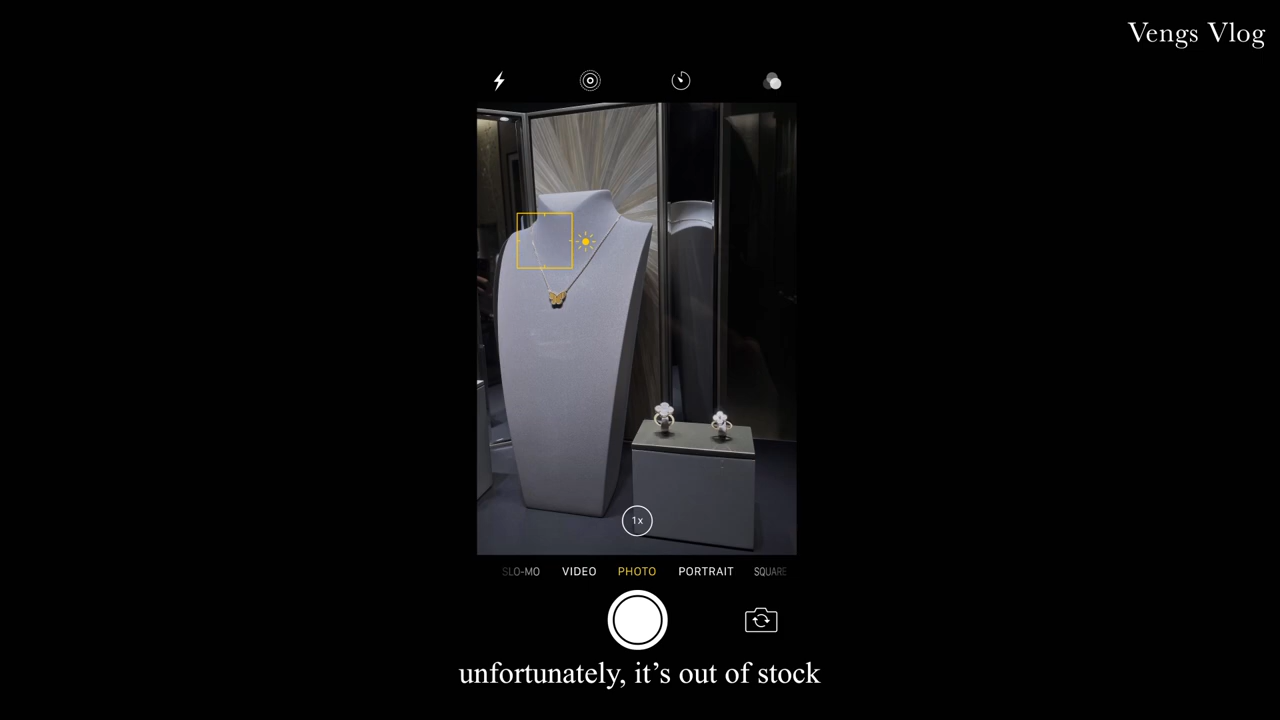 Vengs Vlog
1x
SLO-MO VIDEO PHOTO PORTRAIT SQUARE
unfortunately, it’s out of stock